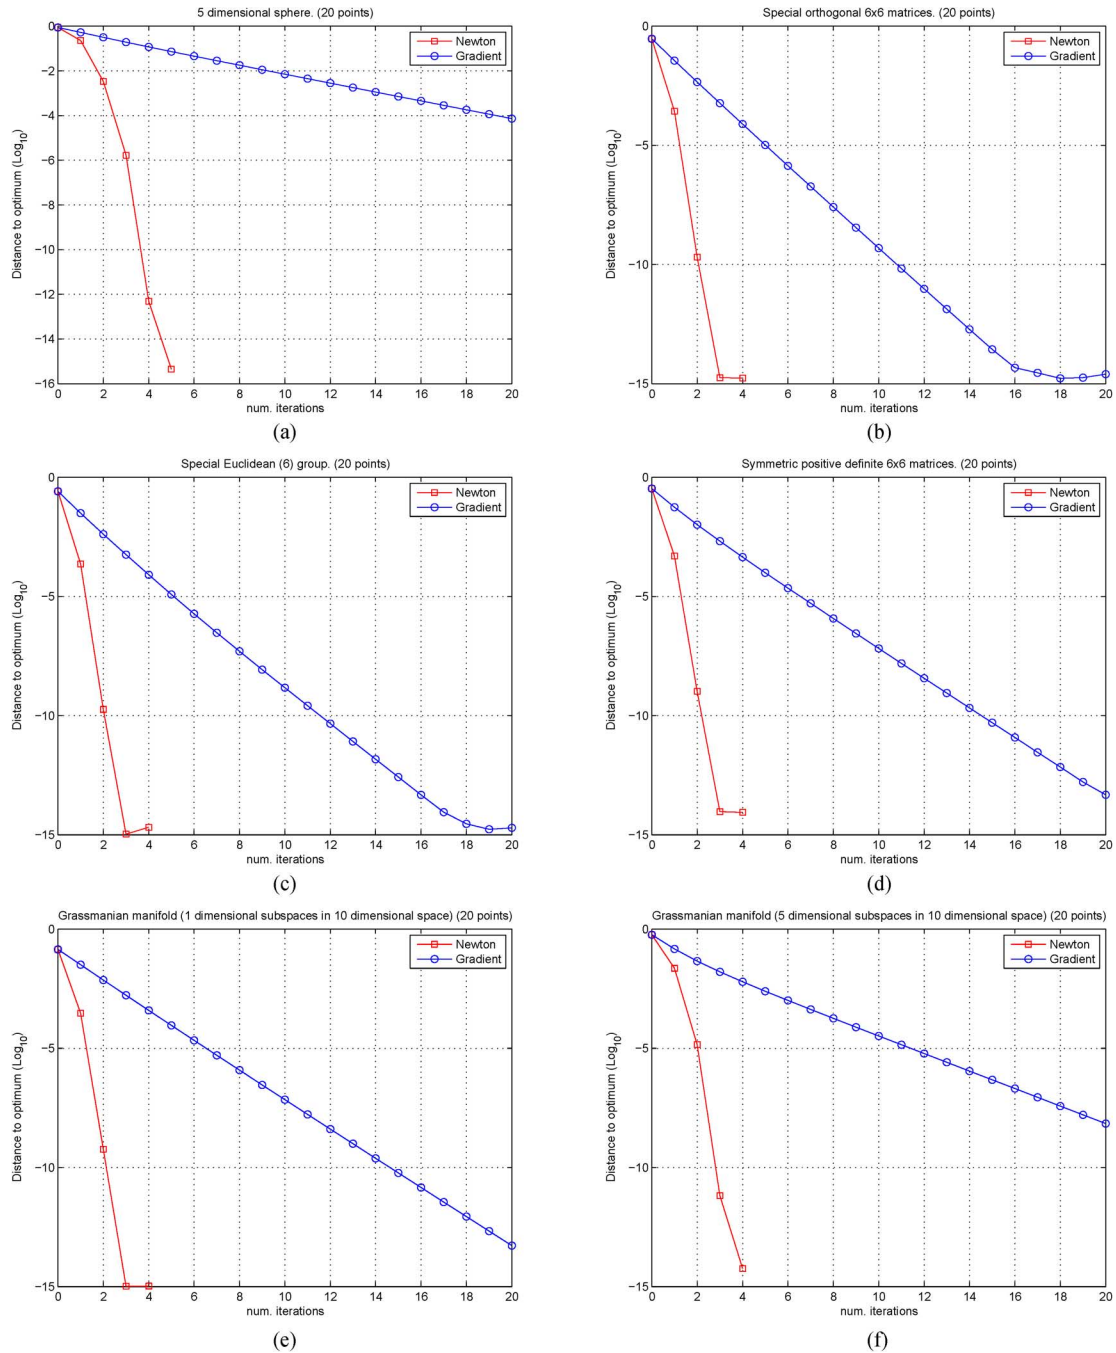 5 dimensional sphere. (20 points)
Newton
Gradient
Distance to optimum (Log10)
0
−2
−4
−6
−8
−10
−12
−14
−16
0 2 4 6 8 10 12 14 16 18 20
num. iterations
(a)
Special orthogonal 6x6 matrices. (20 points)
Newton
Gradient
Distance to optimum (Log10)
0
−5
−10
−15
0 2 4 6 8 10 12 14 16 18 20
num. iterations
(b)
Special Euclidean (6) group. (20 points)
Newton
Gradient
Distance to optimum (Log10)
0
−5
−10
−15
0 2 4 6 8 10 12 14 16 18 20
num. iterations
(c)
Symmetric positive definite 6x6 matrices. (20 points)
Newton
Gradient
Distance to optimum (Log10)
0
−5
−10
−15
0 2 4 6 8 10 12 14 16 18 20
num. iterations
(d)
Grassmanian manifold (1 dimensional subspaces in 10 dimensional space) (20 points)
Newton
Gradient
Distance to optimum (Log10)
0
−5
−10
−15
0 2 4 6 8 10 12 14 16 18 20
num. iterations
(e)
Grassmanian manifold (5 dimensional subspaces in 10 dimensional space) (20 points)
Newton
Gradient
Distance to optimum (Log10)
0
−5
−10
−15
0 2 4 6 8 10 12 14 16 18 20
num. iterations
(f)